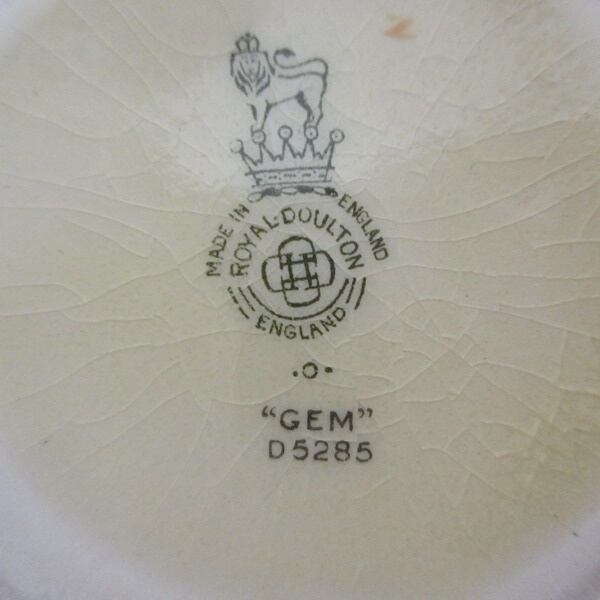 MADE IN ENGLAND
ROYAL·DOULTON
ENGLAND
·O·
"GEM"
D5285